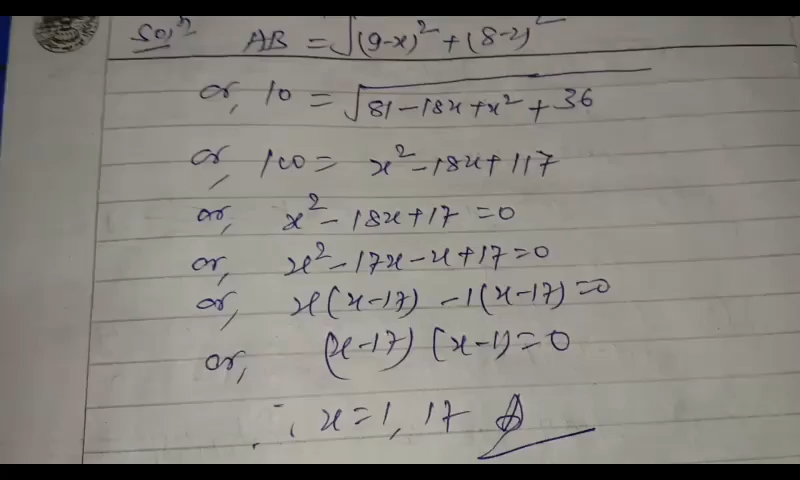 Solⁿ AB = √(9-x)² + (8-2)²
or, 10 = √81-18x+x² + 36
or, 100 = x²-18x+117
or, x²-18x+17=0
or, x²-17x-x+17=0
or, x(x-17) -1(x-17)=0
or, (x-17) (x-1)=0
∴, x=1, 17